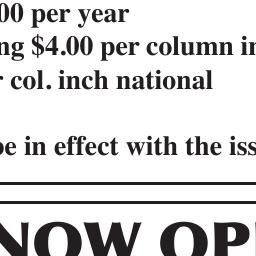 00 per year
ng $4.00 per column in
col. inch national
be in effect with the iss
NOW OP